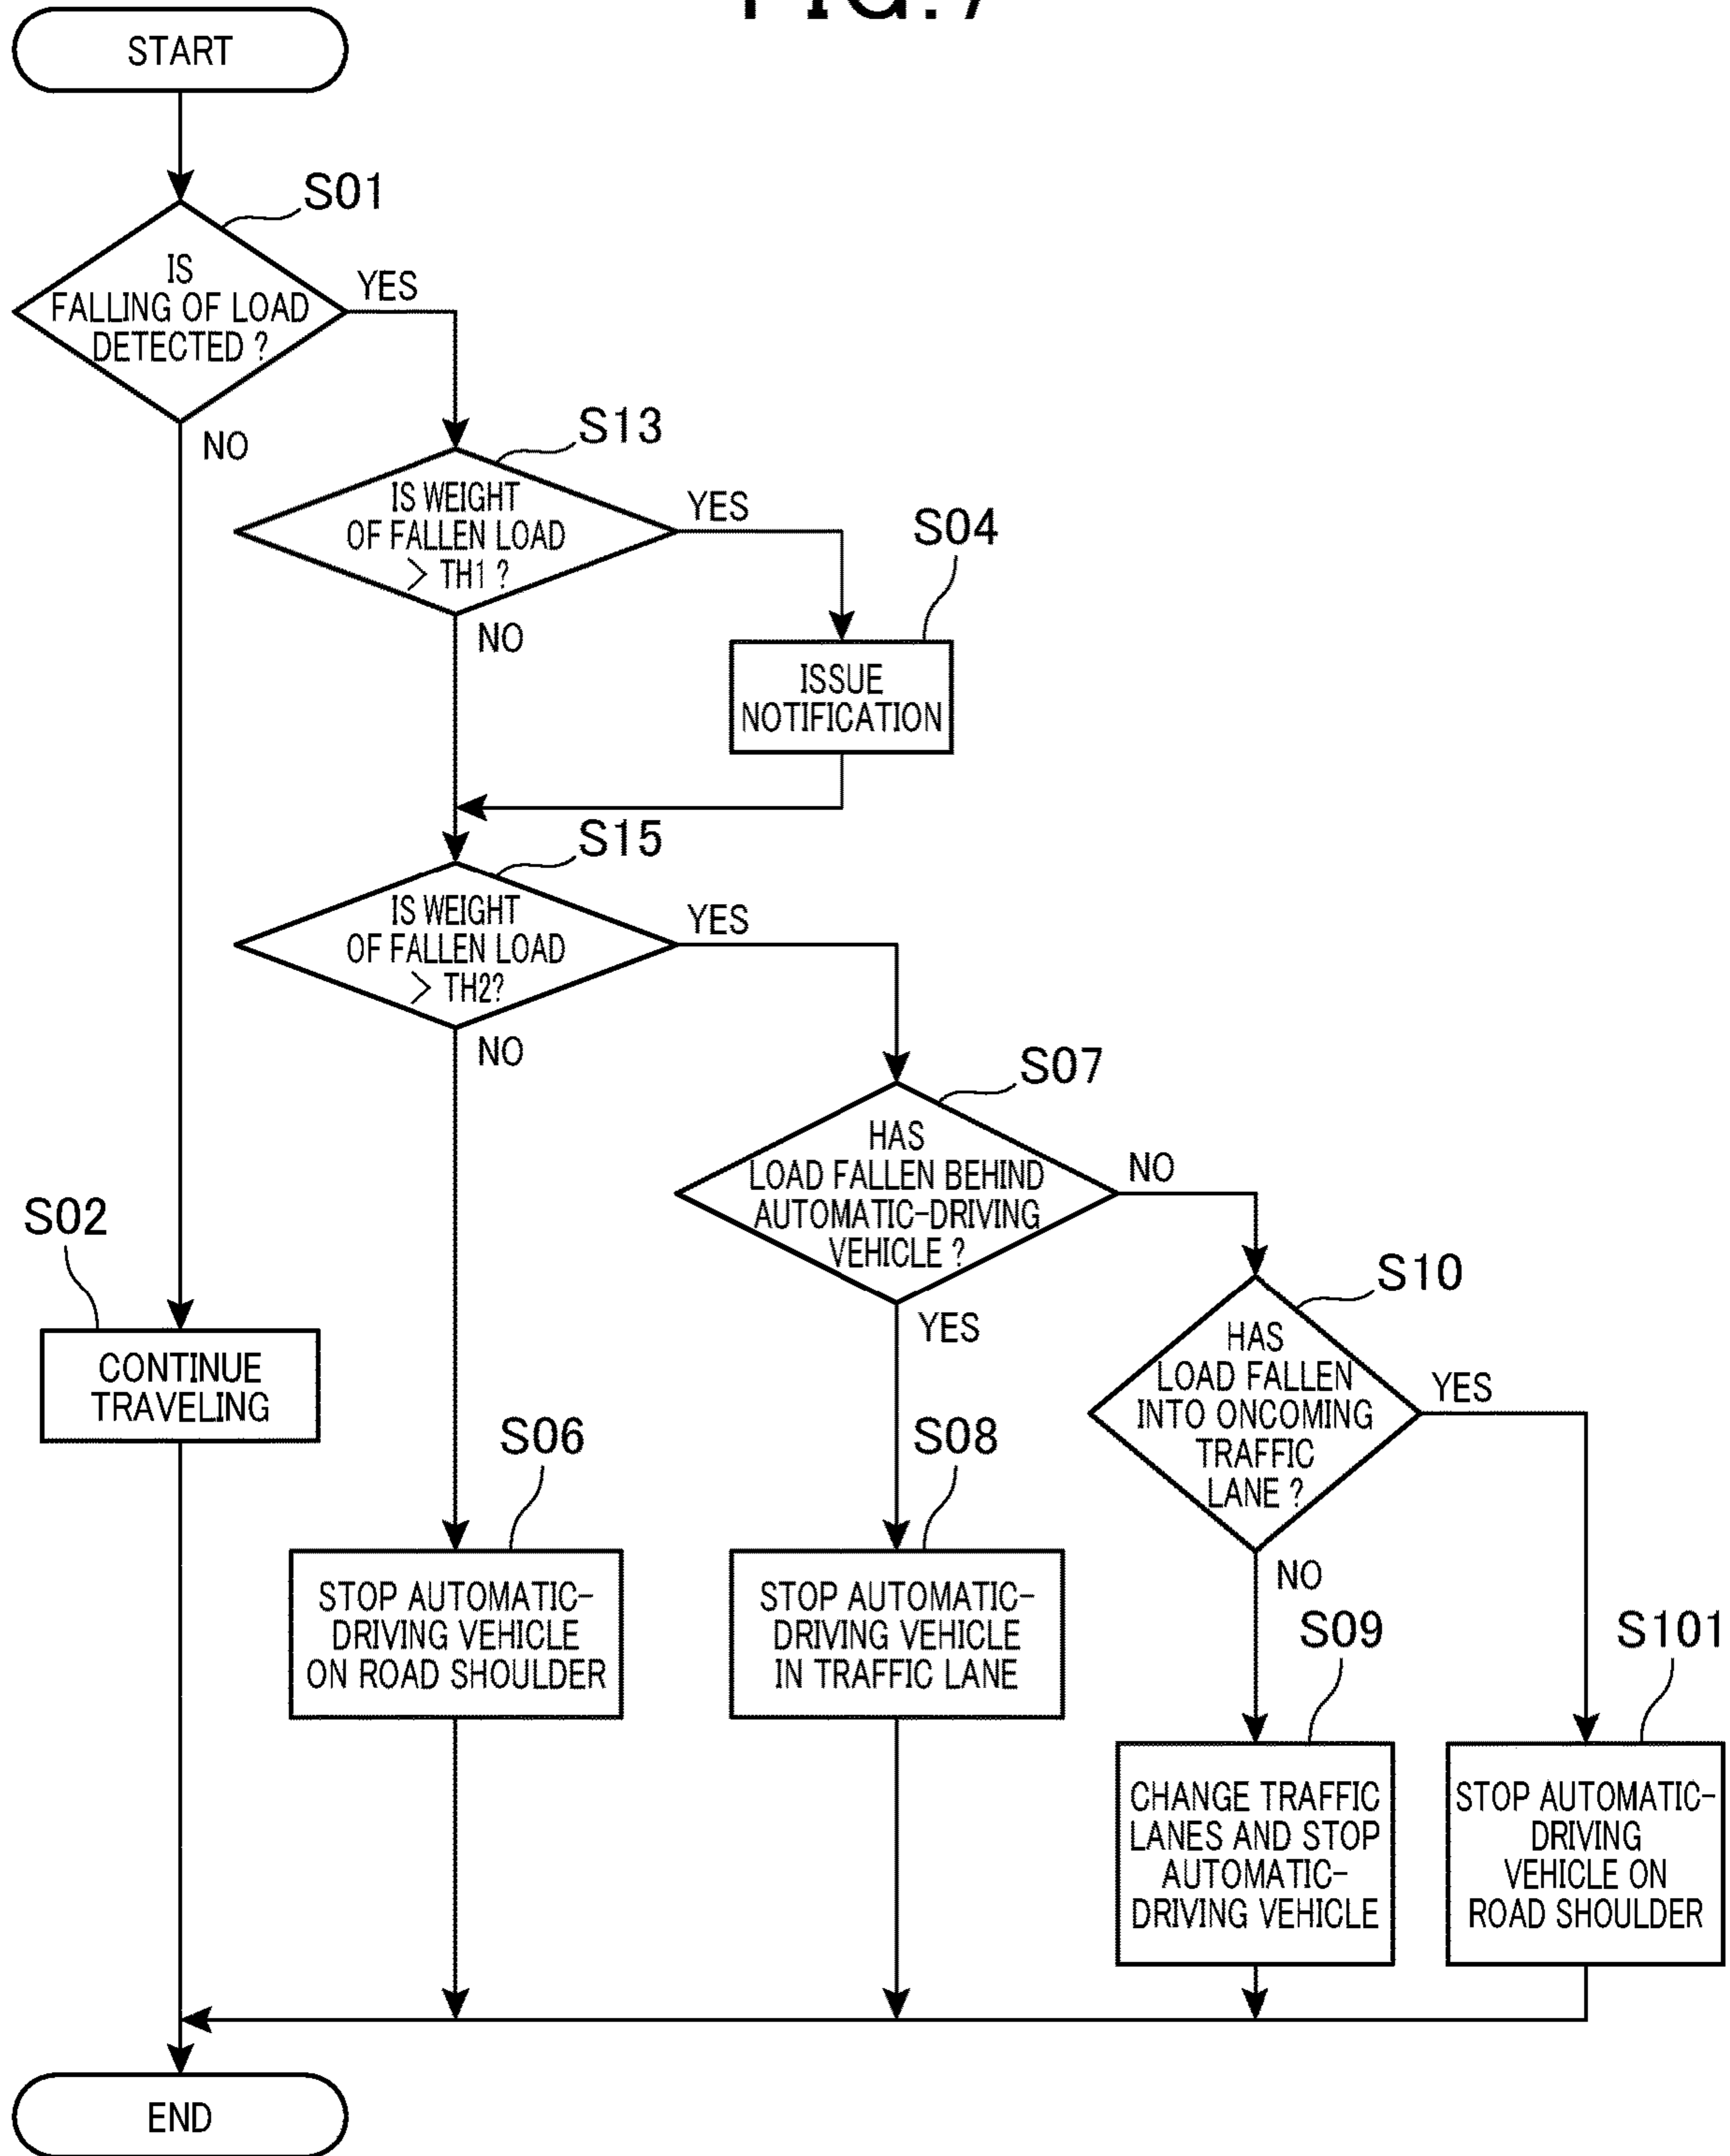 FIG.7
START
S01
IS
FALLING OF LOAD
DETECTED ?
YES
NO
S13
IS WEIGHT
OF FALLEN LOAD
> TH1 ?
YES
NO
S04
ISSUE
NOTIFICATION
S15
IS WEIGHT
OF FALLEN LOAD
> TH2?
YES
NO
S07
HAS
LOAD FALLEN BEHIND
AUTOMATIC-DRIVING
VEHICLE ?
NO
YES
S10
HAS
LOAD FALLEN
INTO ONCOMING
TRAFFIC
LANE ?
YES
NO
S02
CONTINUE
TRAVELING
S06
STOP AUTOMATIC-
DRIVING VEHICLE
ON ROAD SHOULDER
S08
STOP AUTOMATIC-
DRIVING VEHICLE
IN TRAFFIC LANE
S09
CHANGE TRAFFIC
LANES AND STOP
AUTOMATIC-
DRIVING VEHICLE
S101
STOP AUTOMATIC-
DRIVING
VEHICLE ON
ROAD SHOULDER
END